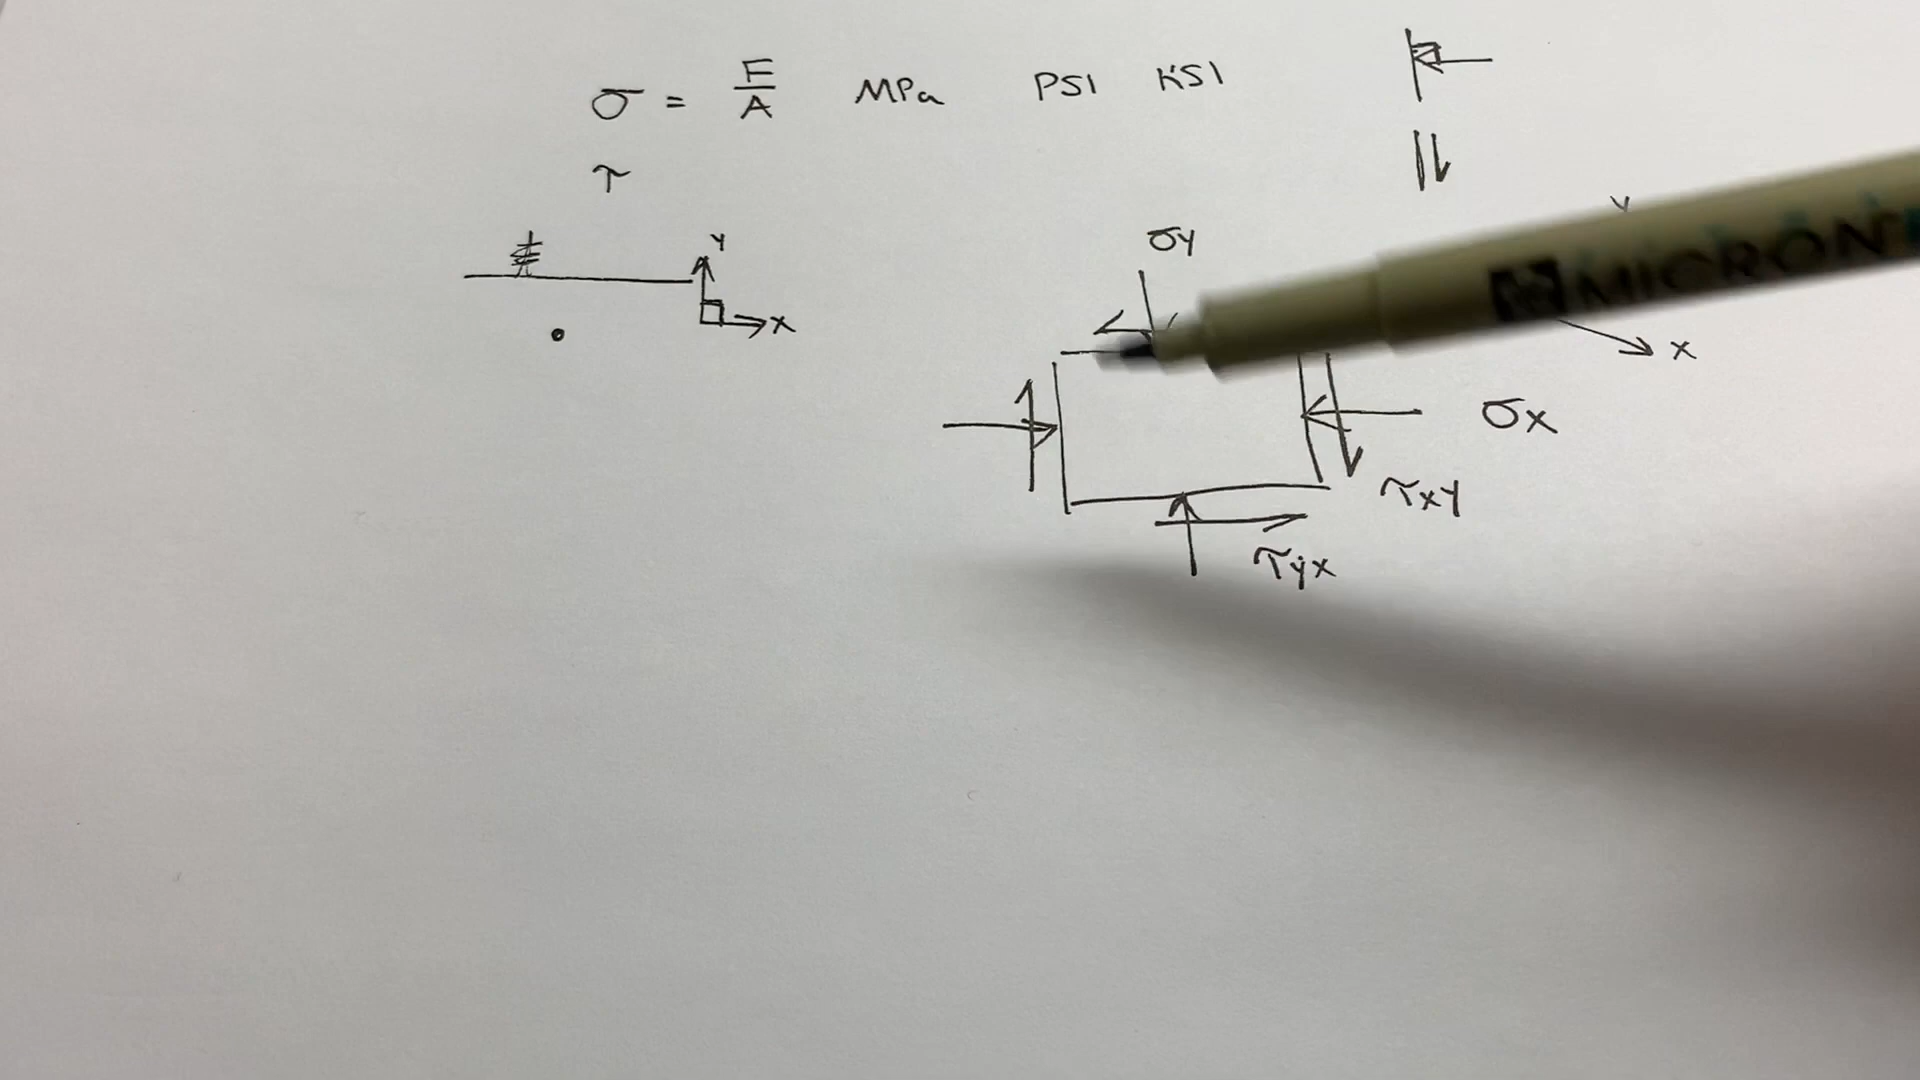 σ = F/A MPa PSI KSI
τ
Y
X
σy
Y
X
MICRON
σx
τxy
τyx